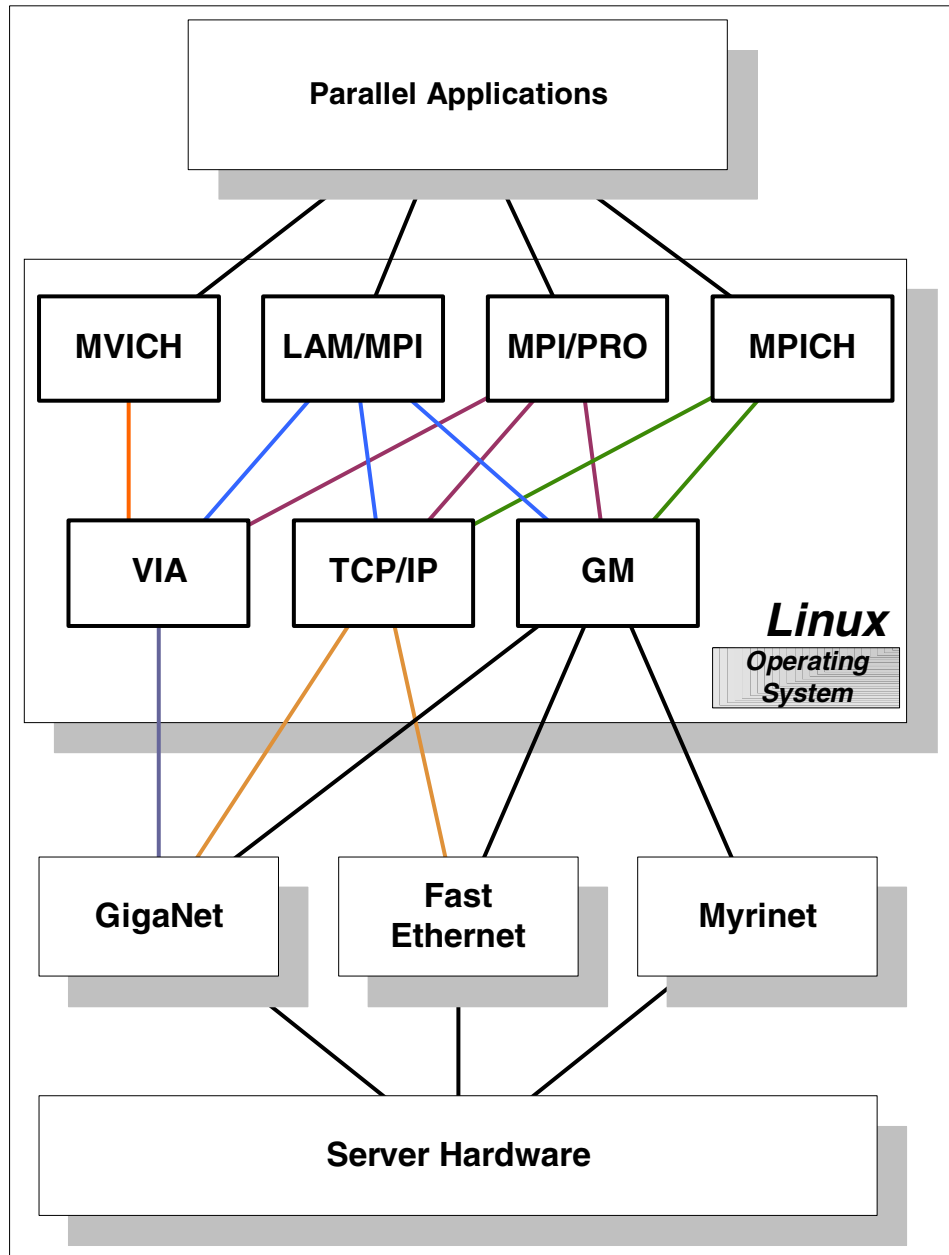 Parallel Applications
MVICH
LAM/MPI
MPI/PRO
MPICH
VIA
TCP/IP
GM
Linux
Operating
System
GigaNet
Fast
Ethernet
Myrinet
Server Hardware